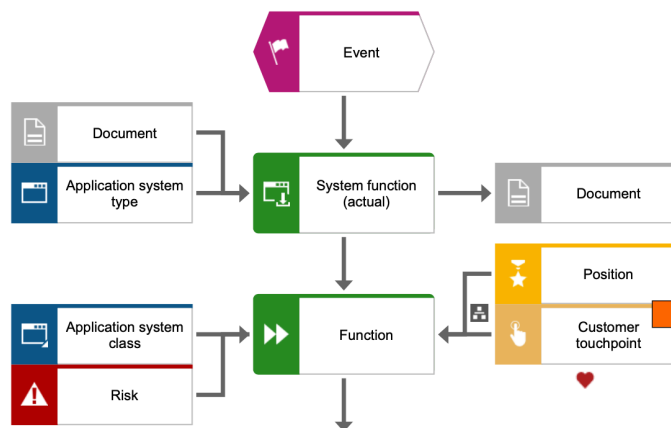 Event
Document
Application system
type
System function
(actual)
Document
Position
Application system
class
Function
Customer
touchpoint
Risk